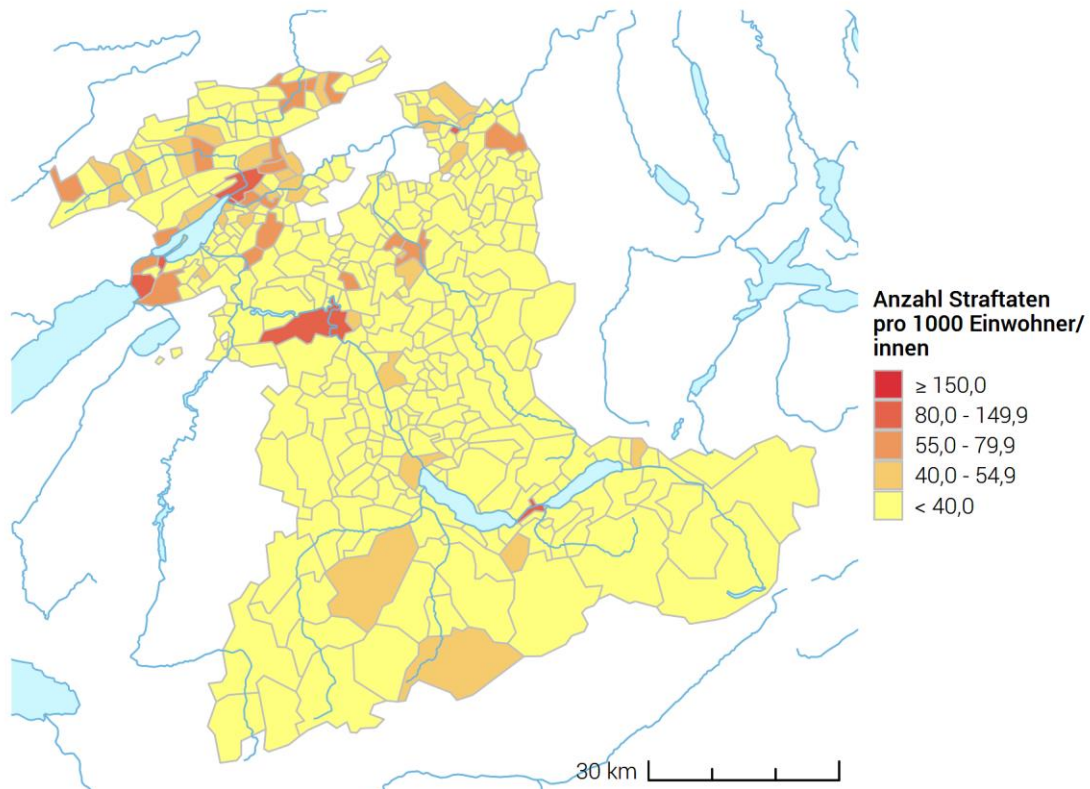 Anzahl Straftaten
pro 1000 Einwohner/
innen
≥ 150,0
80,0 - 149,9
55,0 - 79,9
40,0 - 54,9
< 40,0
30 km